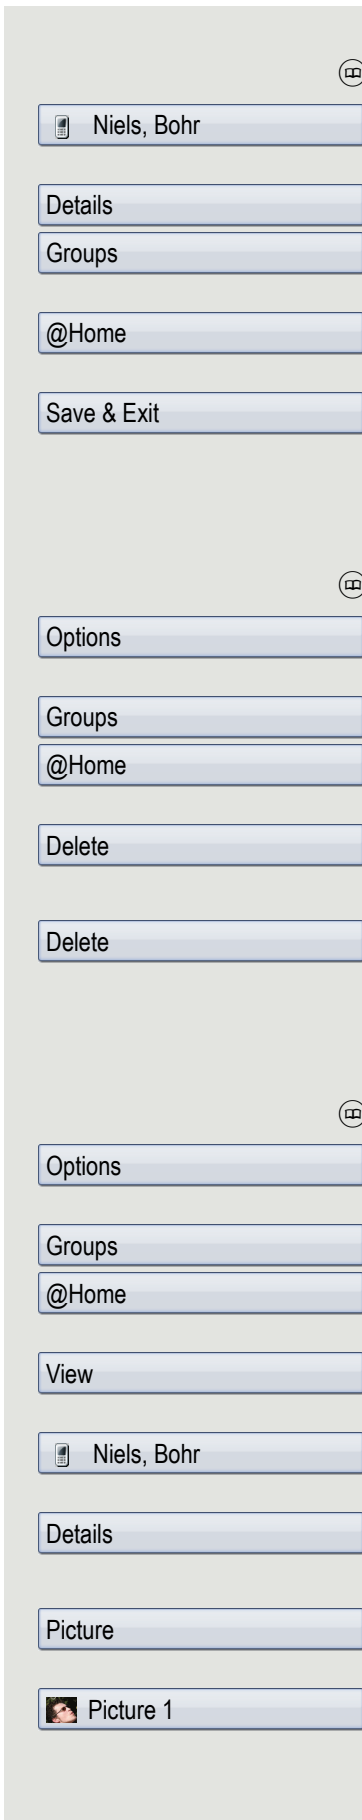 Niels, Bohr
Details
Groups
@Home
Save & Exit
Options
Groups
@Home
Delete
Delete
Options
Groups
@Home
View
Niels, Bohr
Details
Picture
Picture 1